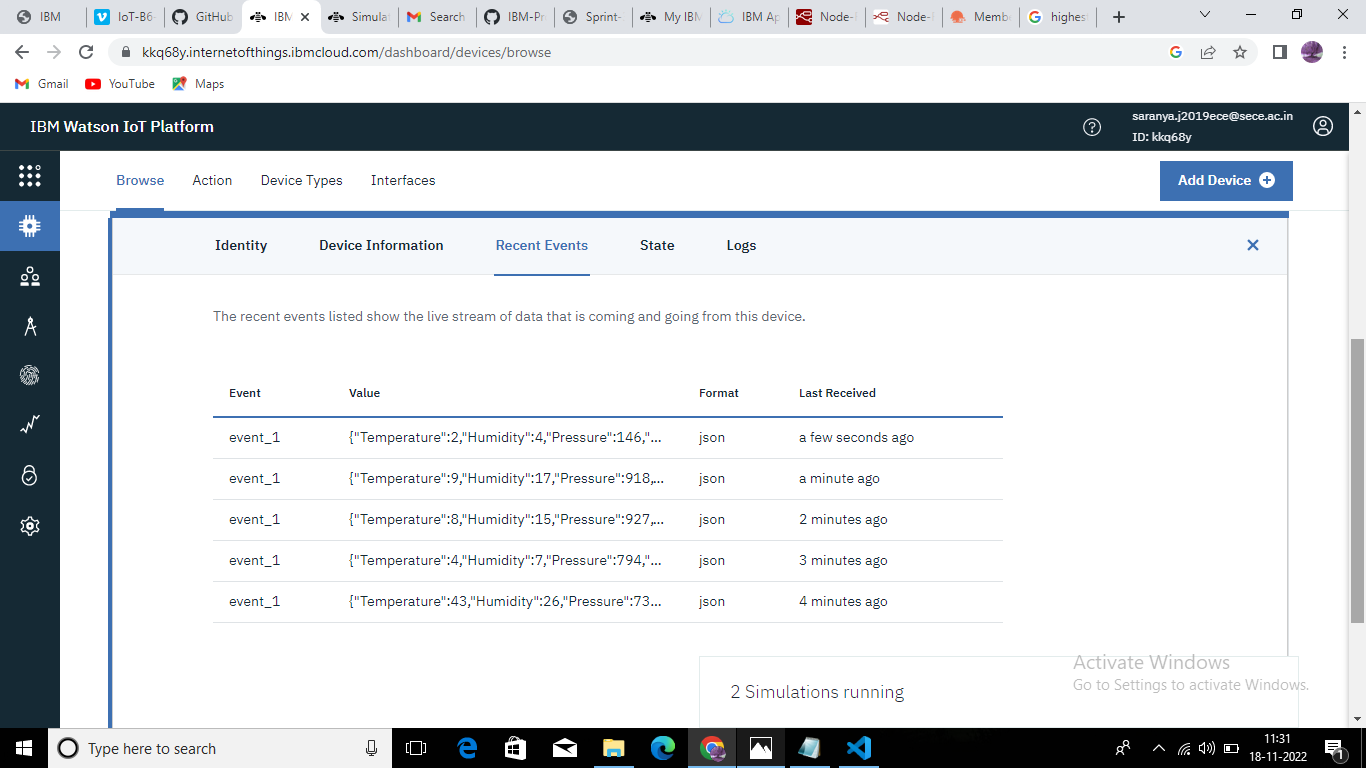 IBM
IoT-B6
GitHub
IBM
Simulat
Search
IBM-Pr
Sprint-
My IBM
IBM Ap
Node-
Node-
Membe
highes
kkq68y.internetofthings.ibmcloud.com/dashboard/devices/browse
Gmail
YouTube
Maps
IBM Watson IoT Platform
saranya.j2019ece@sece.ac.in
ID: kkq68y
Browse
Action
Device Types
Interfaces
Add Device
Identity
Device Information
Recent Events
State
Logs
The recent events listed show the live stream of data that is coming and going from this device.
Event Value Format Last Received
event_1 {"Temperature":2,"Humidity":4,"Pressure":146,"... json a few seconds ago
event_1 {"Temperature":9,"Humidity":17,"Pressure":918,... json a minute ago
event_1 {"Temperature":8,"Humidity":15,"Pressure":927,... json 2 minutes ago
event_1 {"Temperature":4,"Humidity":7,"Pressure":794,"... json 3 minutes ago
event_1 {"Temperature":43,"Humidity":26,"Pressure":73... json 4 minutes ago
2 Simulations running
Activate Windows
Go to Settings to activate Windows.
Type here to search
11:31
18-11-2022
1